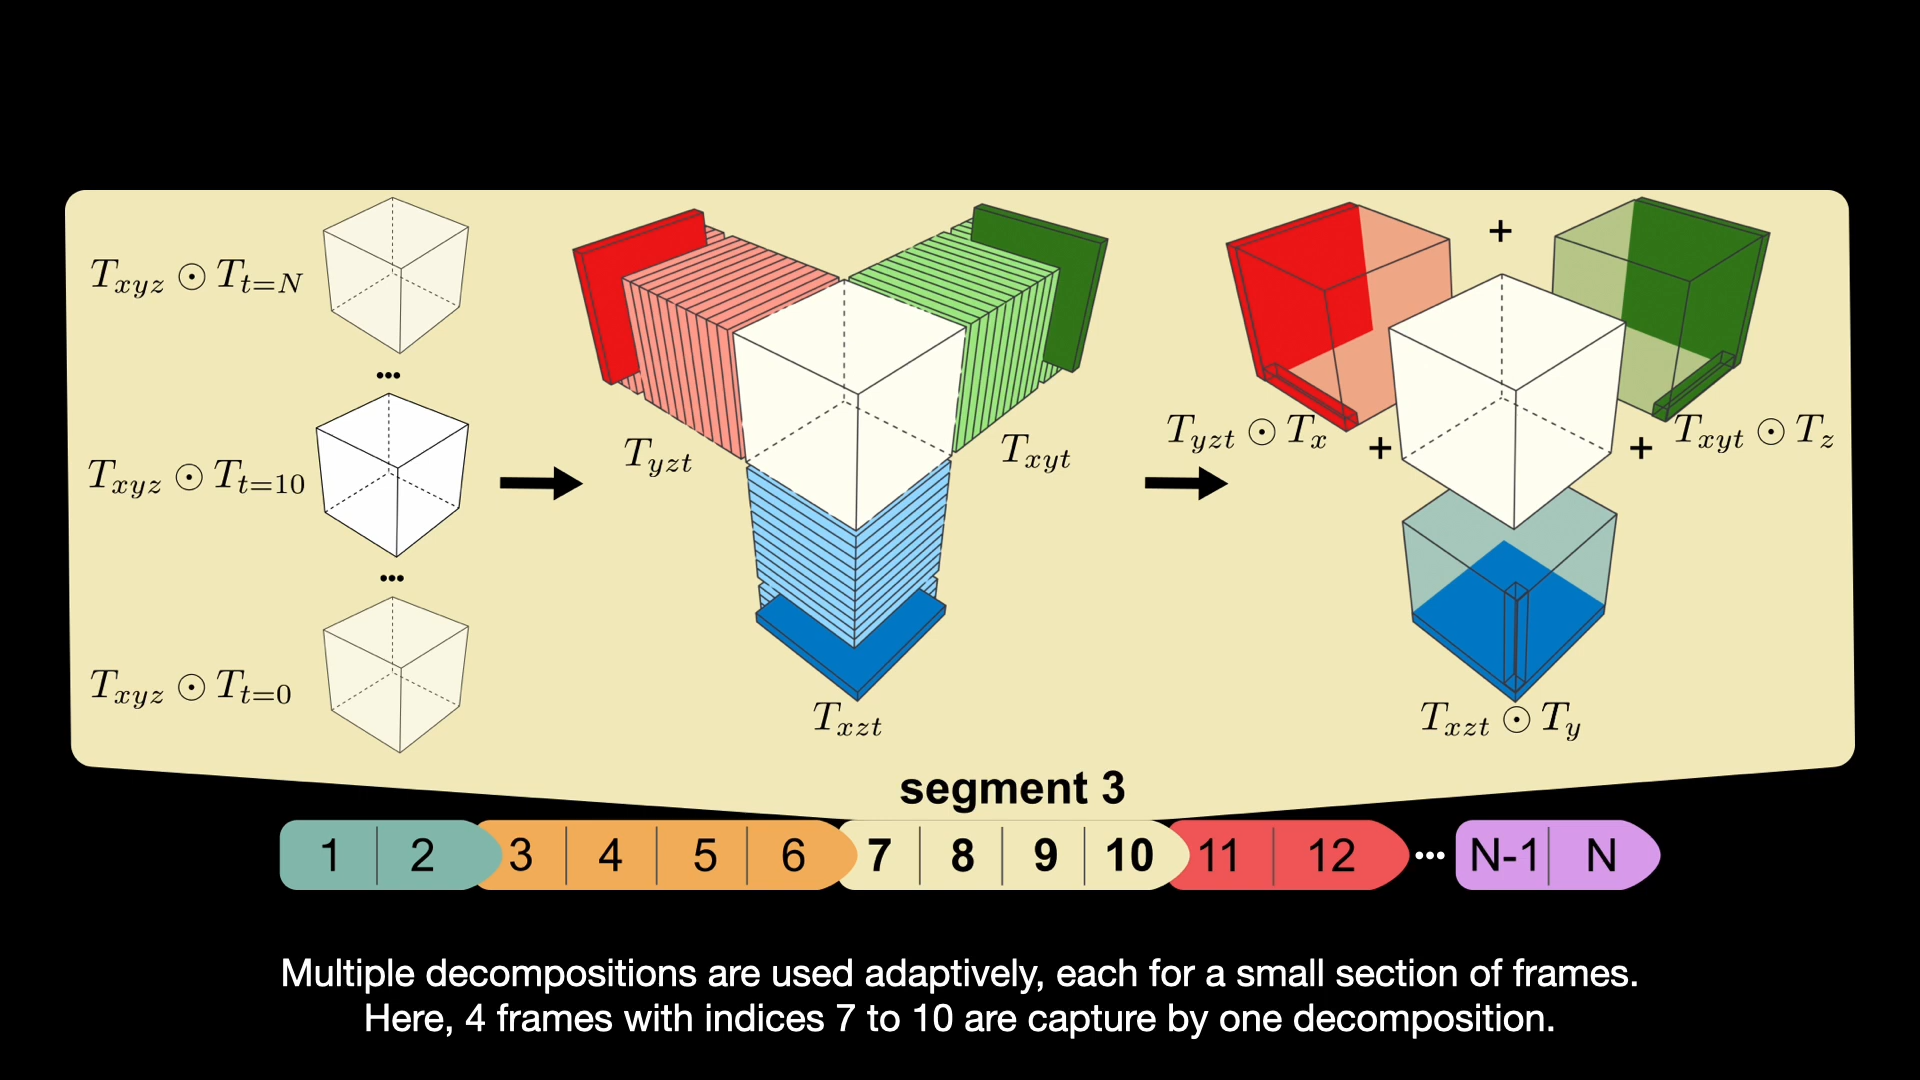 T_{xyz} ⊙ T_{t=N}
...
T_{xyz} ⊙ T_{t=10}
...
T_{xyz} ⊙ T_{t=0}
T_{yzt}
T_{xyt}
T_{xzt}
+
T_{yzt} ⊙ T_x
+
+
T_{xyt} ⊙ T_z
T_{xzt} ⊙ T_y
segment 3
1 2 3 4 5 6 7 8 9 10 11 12 ... N-1 N
Multiple decompositions are used adaptively, each for a small section of frames.
Here, 4 frames with indices 7 to 10 are capture by one decomposition.